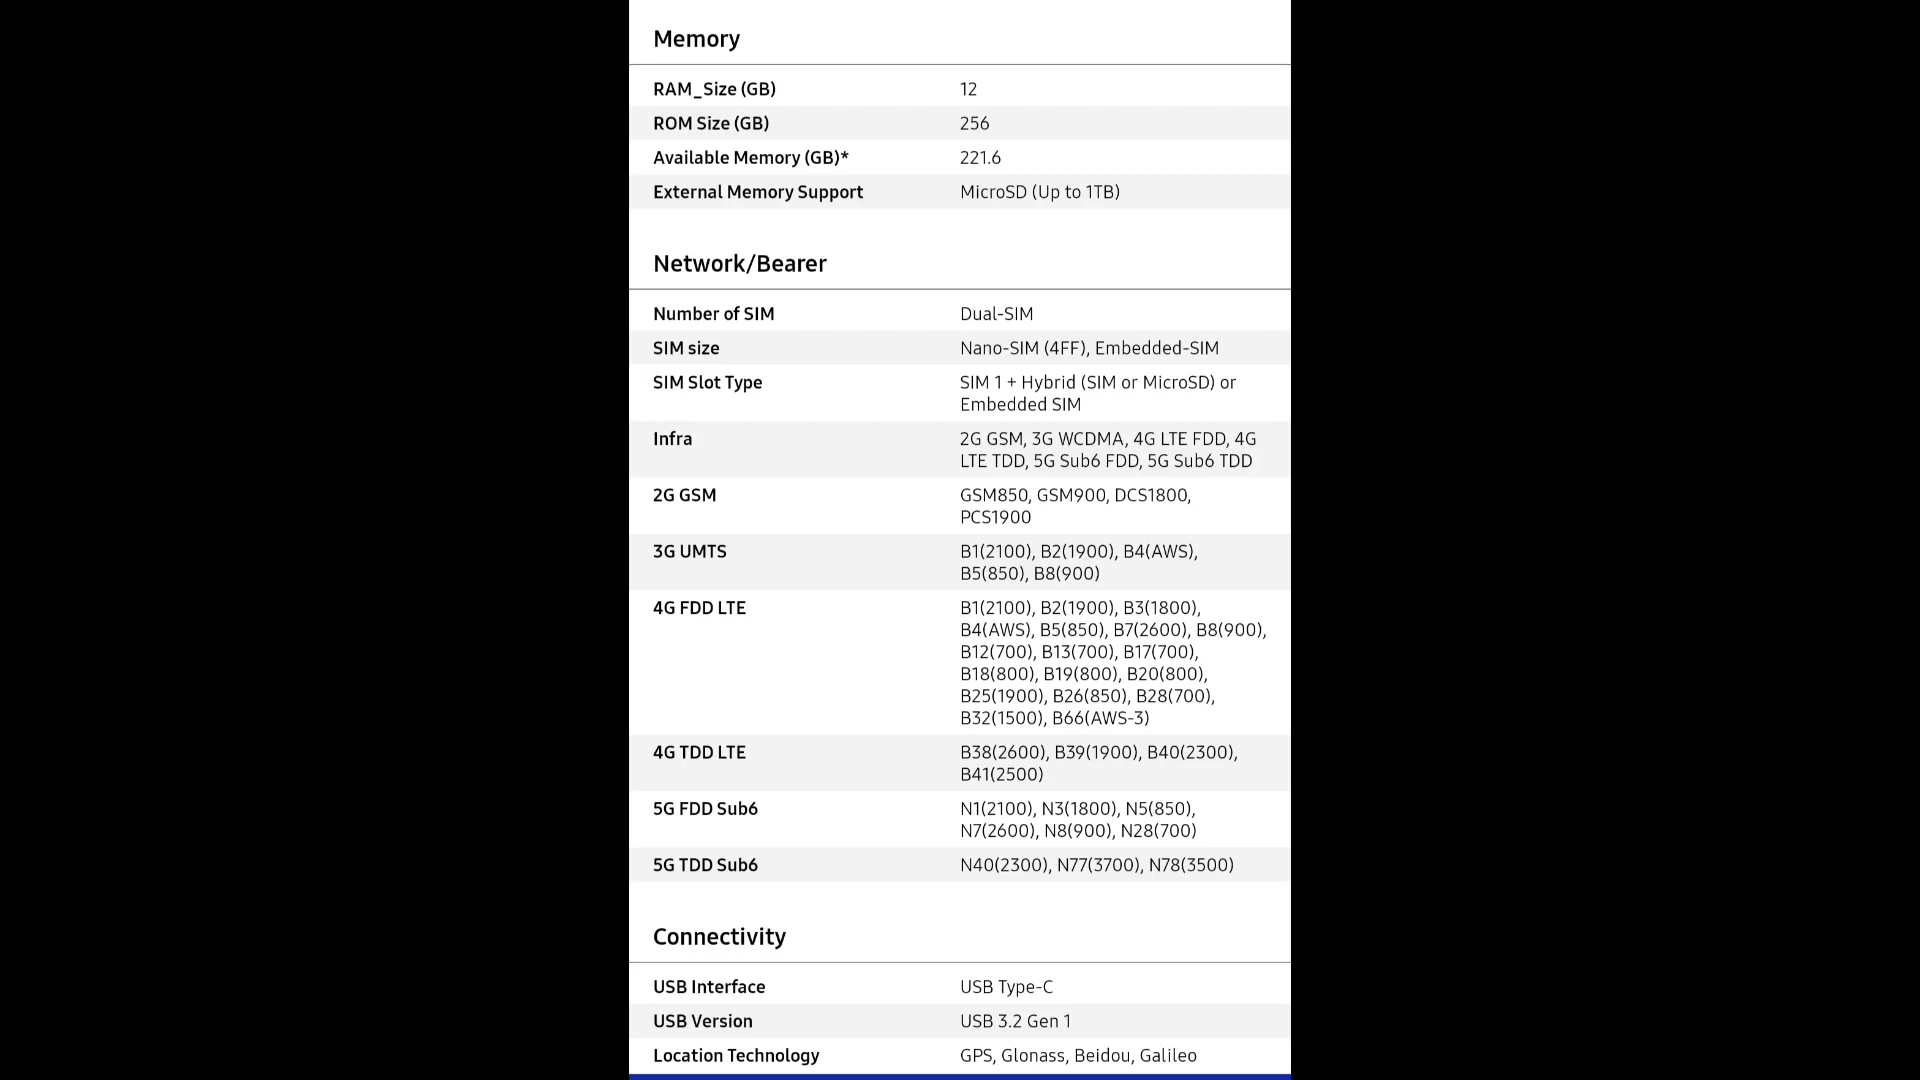 Memory
RAM_Size (GB) 12
ROM Size (GB) 256
Available Memory (GB)* 221.6
External Memory Support MicroSD (Up to 1TB)
Network/Bearer
Number of SIM Dual-SIM
SIM size Nano-SIM (4FF), Embedded-SIM
SIM Slot Type SIM 1 + Hybrid (SIM or MicroSD) or
Embedded SIM
Infra 2G GSM, 3G WCDMA, 4G LTE FDD, 4G
LTE TDD, 5G Sub6 FDD, 5G Sub6 TDD
2G GSM GSM850, GSM900, DCS1800,
PCS1900
3G UMTS B1(2100), B2(1900), B4(AWS),
B5(850), B8(900)
4G FDD LTE B1(2100), B2(1900), B3(1800),
B4(AWS), B5(850), B7(2600), B8(900),
B12(700), B13(700), B17(700),
B18(800), B19(800), B20(800),
B25(1900), B26(850), B28(700),
B32(1500), B66(AWS-3)
4G TDD LTE B38(2600), B39(1900), B40(2300),
B41(2500)
5G FDD Sub6 N1(2100), N3(1800), N5(850),
N7(2600), N8(900), N28(700)
5G TDD Sub6 N40(2300), N77(3700), N78(3500)
Connectivity
USB Interface USB Type-C
USB Version USB 3.2 Gen 1
Location Technology GPS, Glonass, Beidou, Galileo